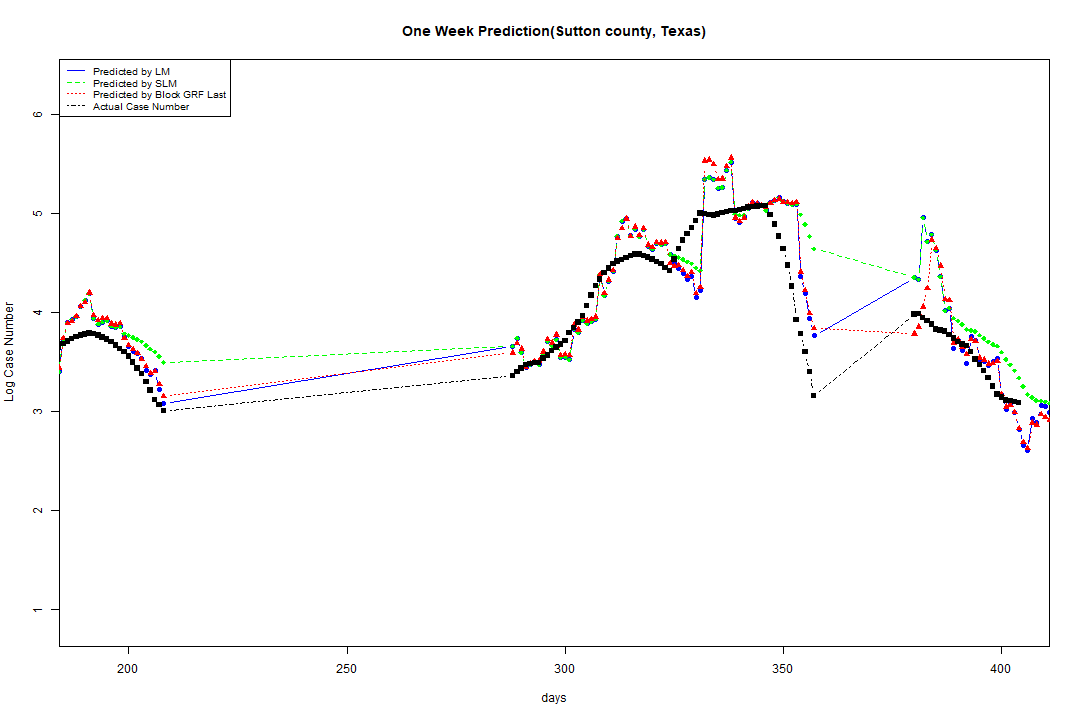 One Week Prediction(Sutton county, Texas)
Predicted by LM
Predicted by SLM
Predicted by Block GRF Last
Actual Case Number
Log Case Number
6
5
4
3
2
1
200 250 300 350 400
days